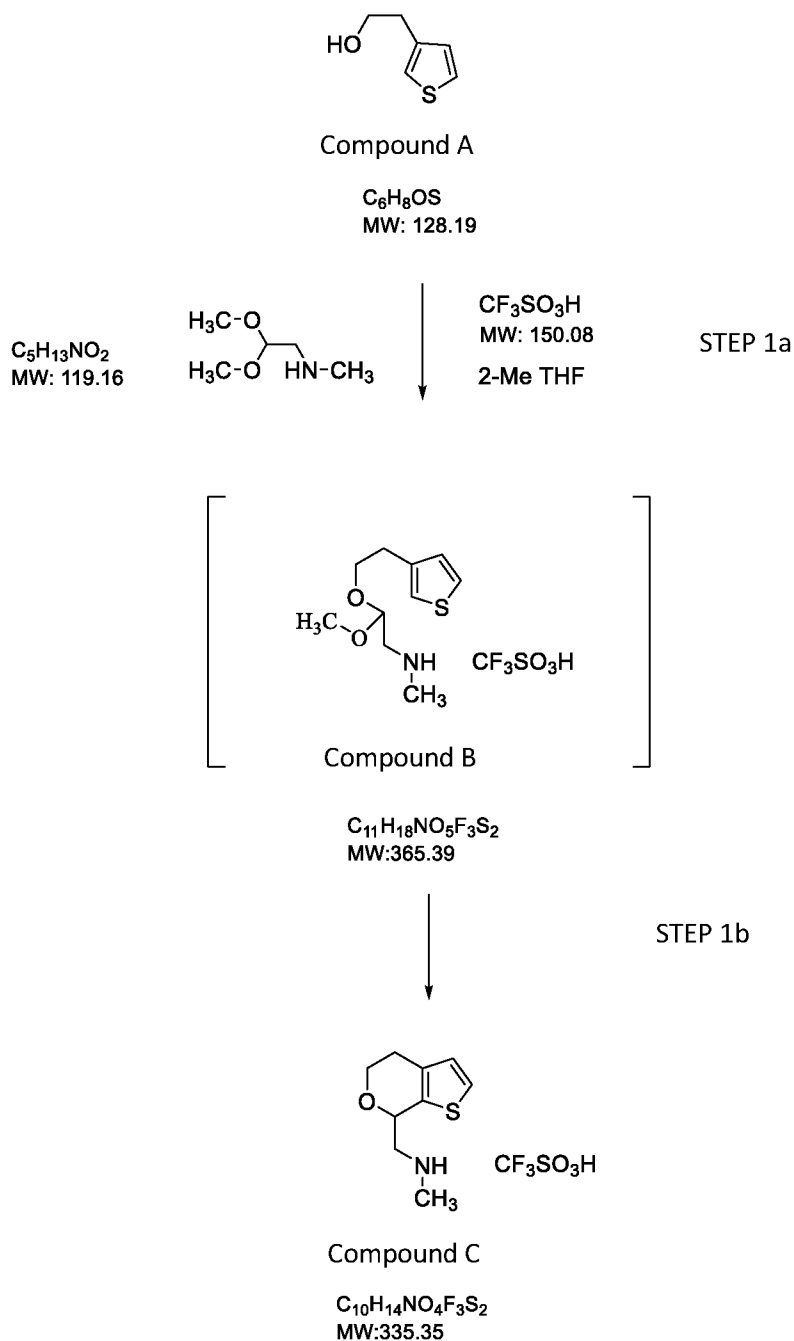 HO
S
Compound A
C₆H₈OS
MW: 128.19
H₃C-O
CF₃SO₃H
MW: 150.08
STEP 1a
C₅H₁₃NO₂
MW: 119.16
H₃C-O
HN-CH₃
2-Me THF
O
S
H₃C
O
NH
CF₃SO₃H
CH₃
Compound B
C₁₁H₁₈NO₅F₃S₂
MW:365.39
STEP 1b
O
S
NH
CF₃SO₃H
CH₃
Compound C
C₁₀H₁₄NO₄F₃S₂
MW:335.35